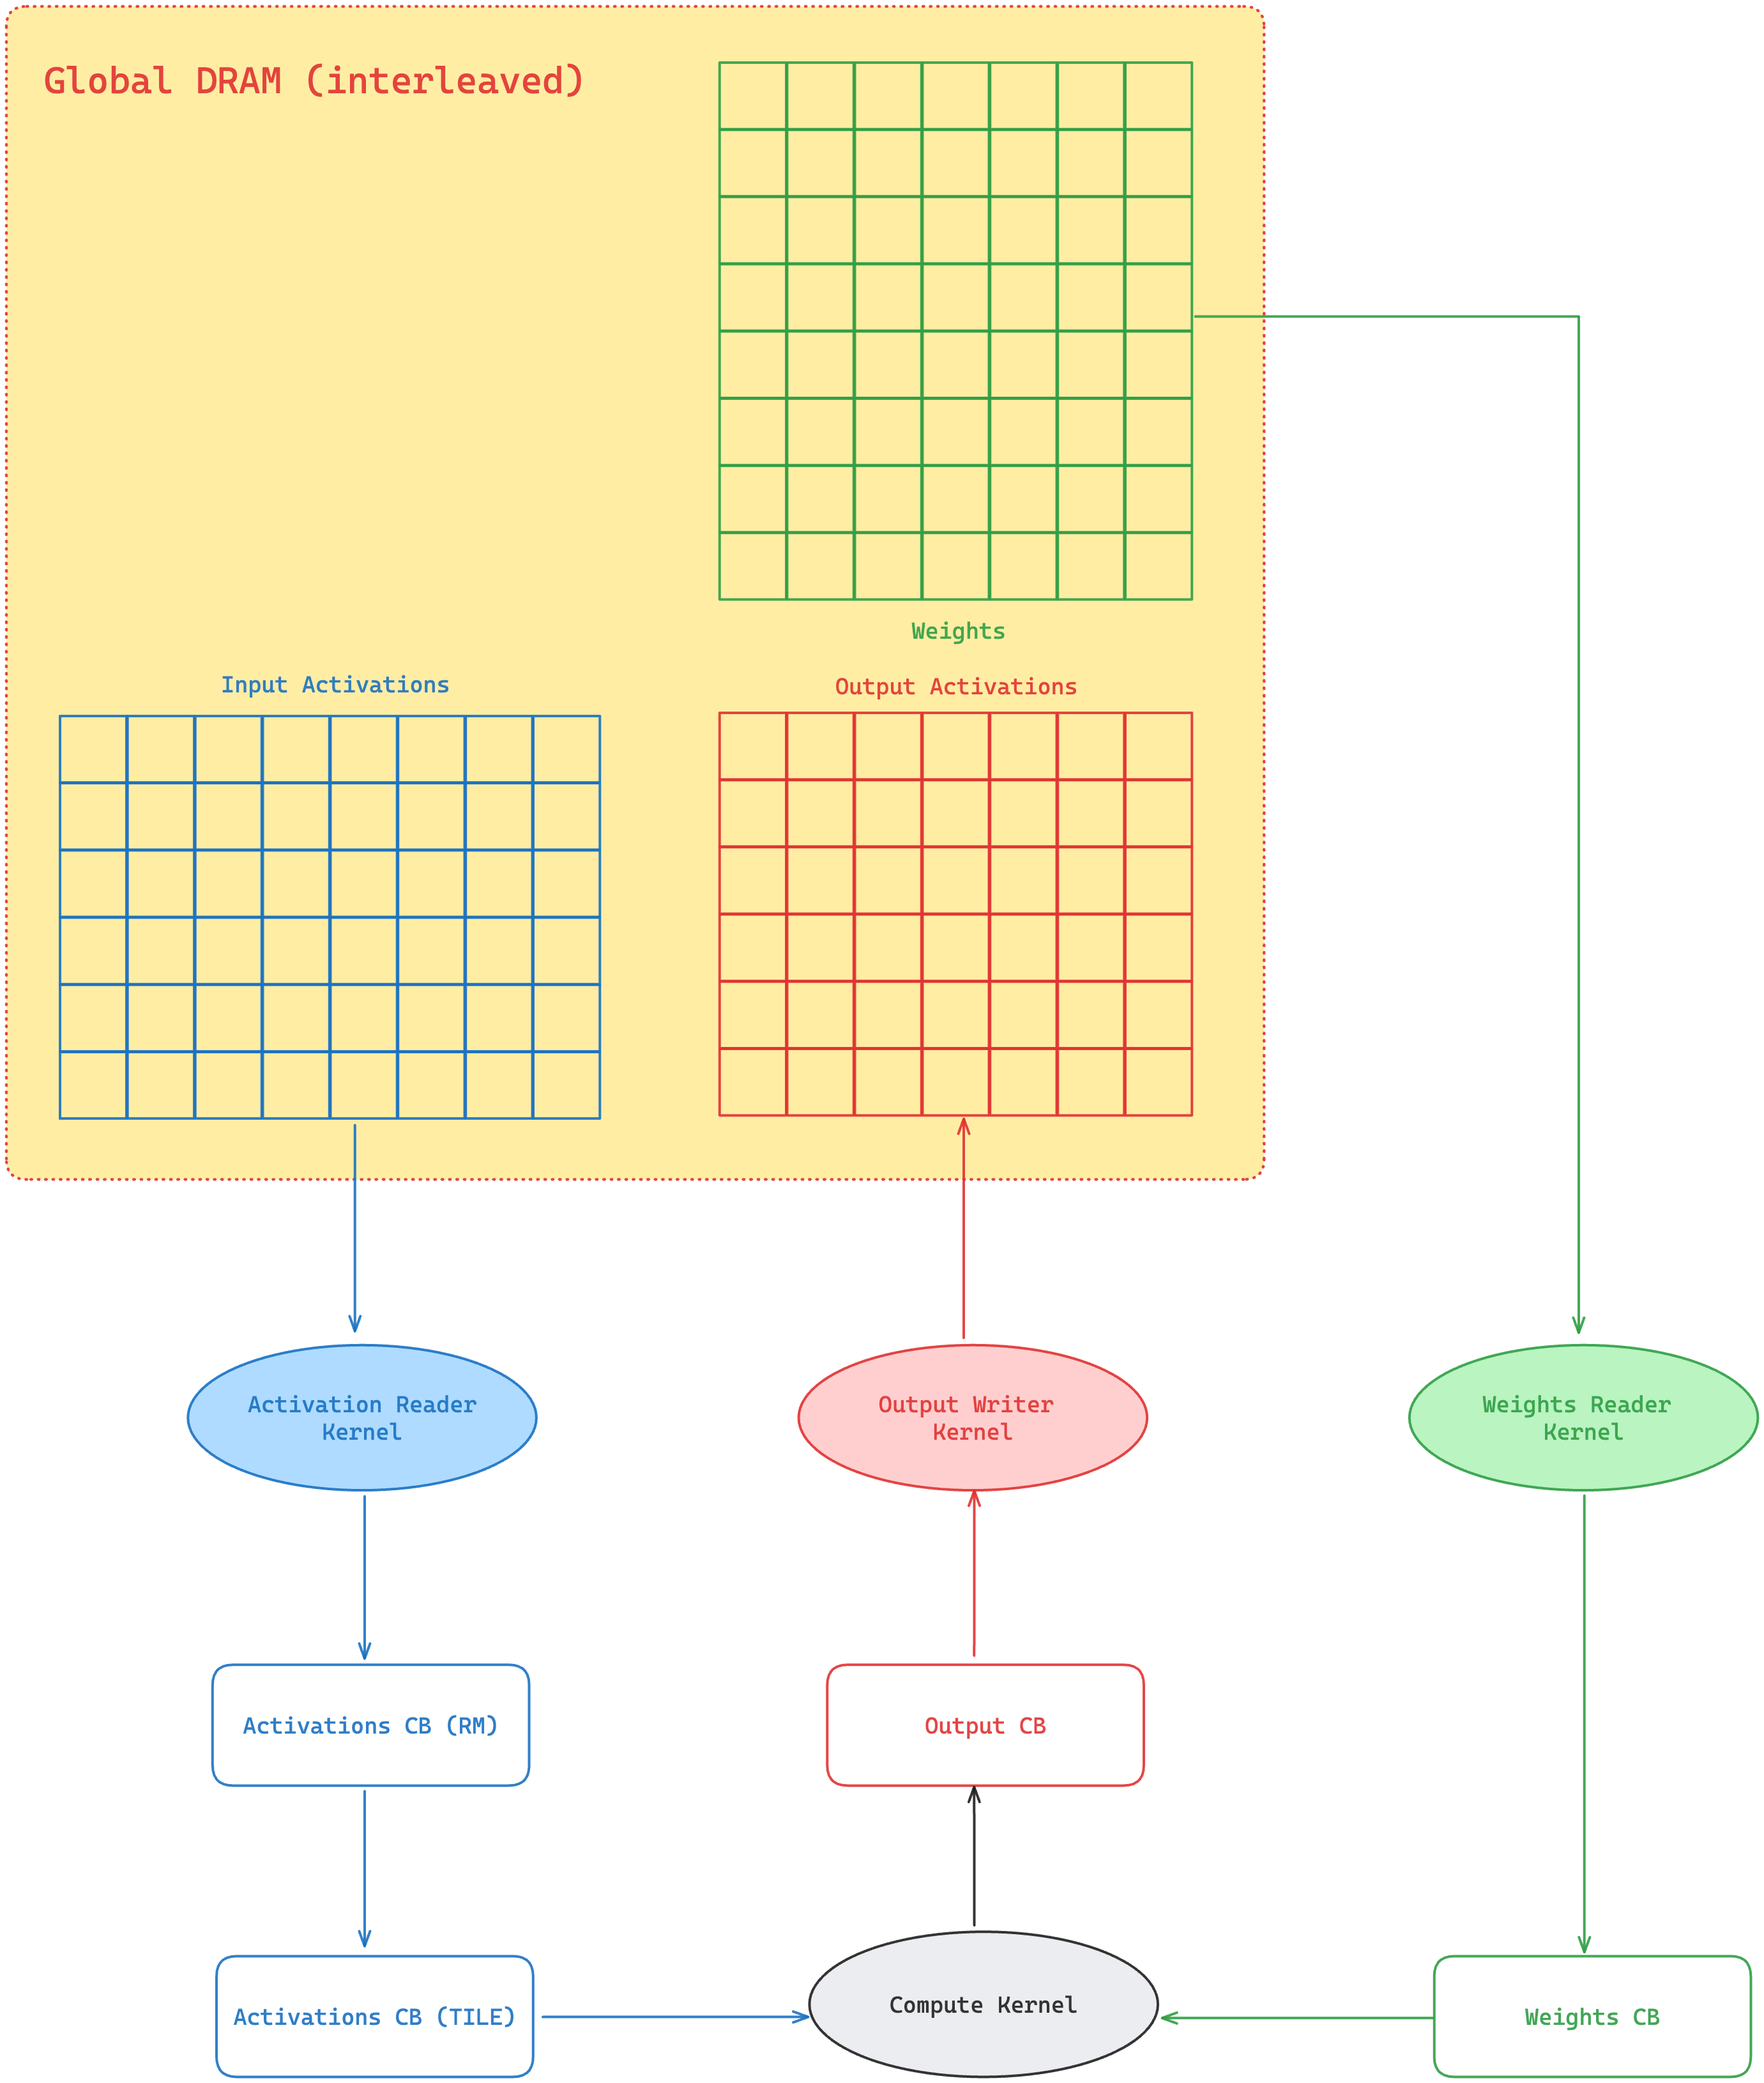 Global DRAM (interleaved)
Weights
Input Activations
Output Activations
Activation Reader
Kernel
Output Writer
Kernel
Weights Reader
Kernel
Activations CB (RM)
Output CB
Activations CB (TILE)
Compute Kernel
Weights CB